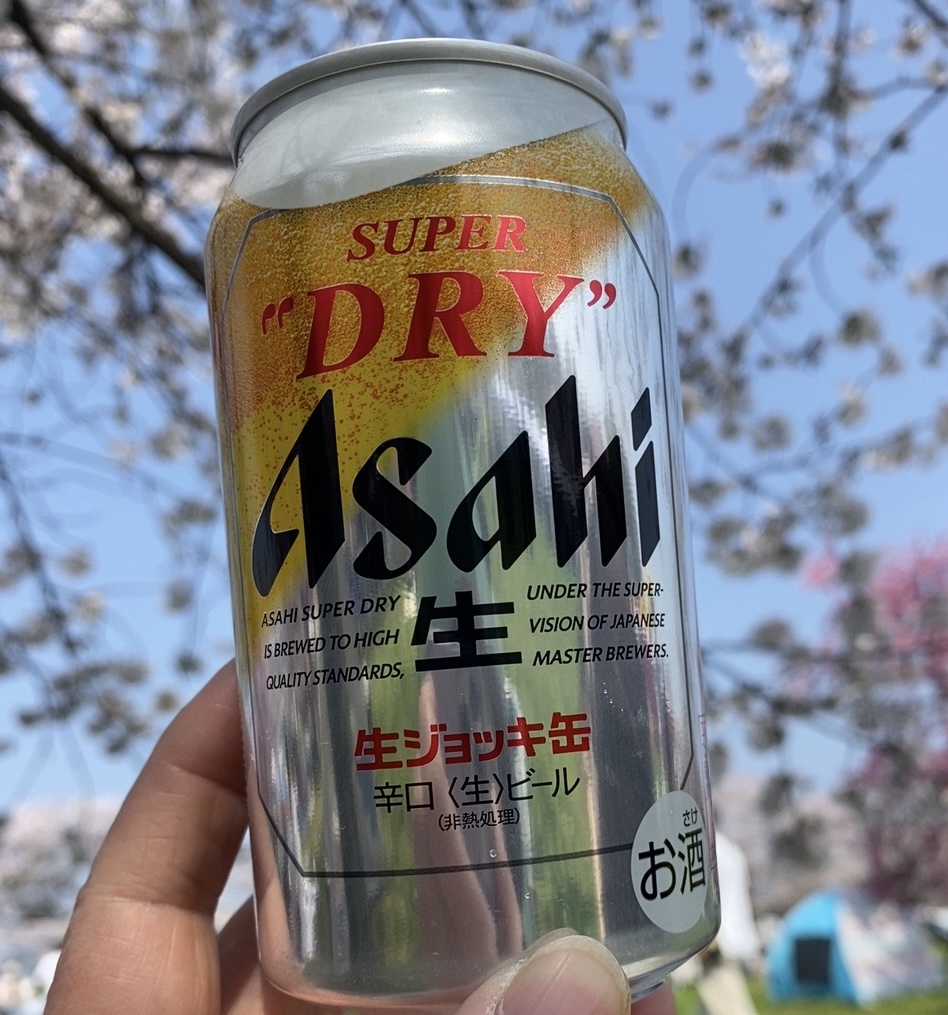 SUPER
"DRY"
Asahi
ASAHI SUPER DRY
IS BREWED TO HIGH
QUALITY STANDARDS,
生
UNDER THE SUPER-
VISION OF JAPANESE
MASTER BREWERS.
生ジョッキ缶
辛口〈生〉ビール
(非熱処理)
さけ
お酒